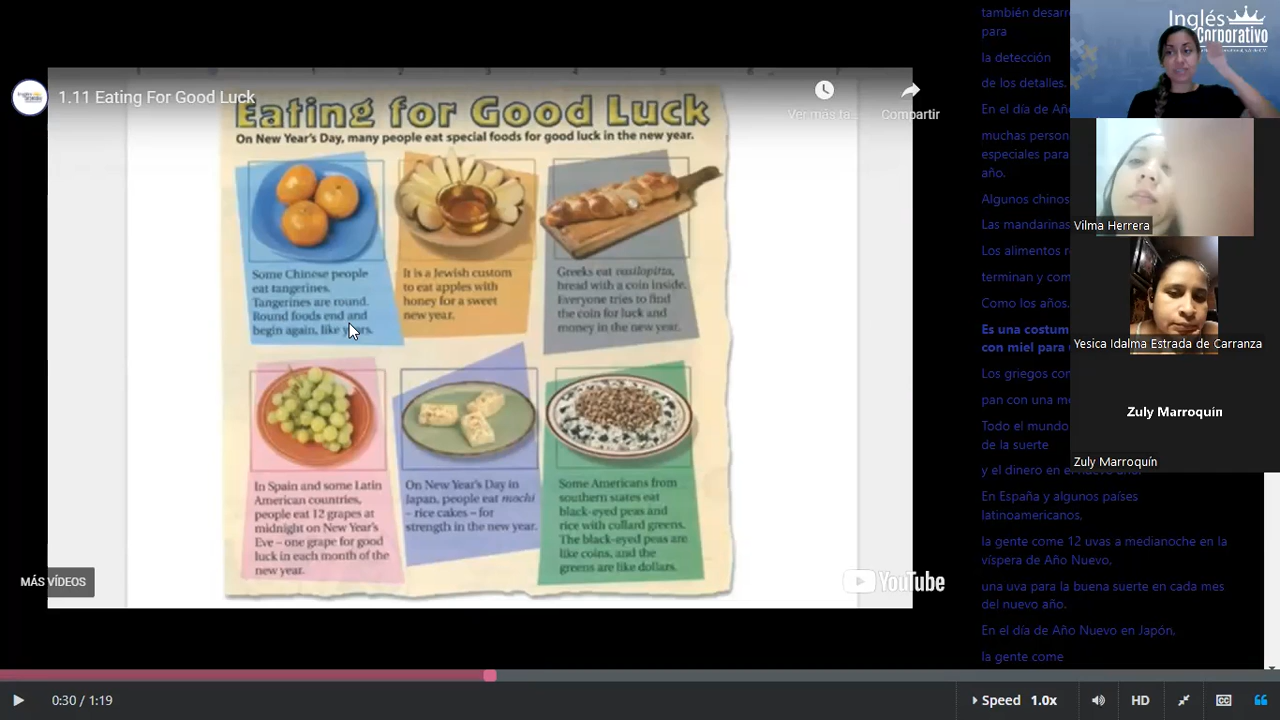 1.11 Eating For Good Luck
Ver más ta...
Compartir
Eating for Good Luck
On New Year's Day, many people eat special foods for good luck in the new year.
Some Chinese people
eat tangerines.
Tangerines are round.
Round foods end and
begin again, like years.
It is a Jewish custom
to eat apples with
honey for a sweet
new year.
Greeks eat vasilopitta,
bread with a coin inside.
Everyone tries to find
the coin for luck and
money in the new year.
In Spain and some Latin
American countries,
people eat 12 grapes at
midnight on New Year's
Eve – one grape for good
luck in each month of the
new year.
On New Year's Day in
Japan, people eat mochi
– rice cakes – for
strength in the new year.
Some Americans from
southern states eat
black-eyed peas and
rice with collard greens.
The black-eyed peas are
like coins, and the
greens are like dollars.
MÁS VÍDEOS
YouTube
también desarr
para
la detección
de los detalles.
En el día de Añ
muchas person
especiales para
año.
Algunos chinos
Las mandarinas
Los alimentos r
terminan y com
Como los años.
Es una costum
con miel para
Los griegos con
pan con una m
Todo el mundo
de la suerte
y el dinero en el nuevo año.
En España y algunos países
latinoamericanos,
la gente come 12 uvas a medianoche en la
víspera de Año Nuevo,
una uva para la buena suerte en cada mes
del nuevo año.
En el día de Año Nuevo en Japón,
la gente come
Inglés
Corporativo
Vilma Herrera
Yesica Idalma Estrada de Carranza
Zuly Marroquín
Zuly Marroquín
0:30 / 1:19
Speed 1.0x
HD
CC